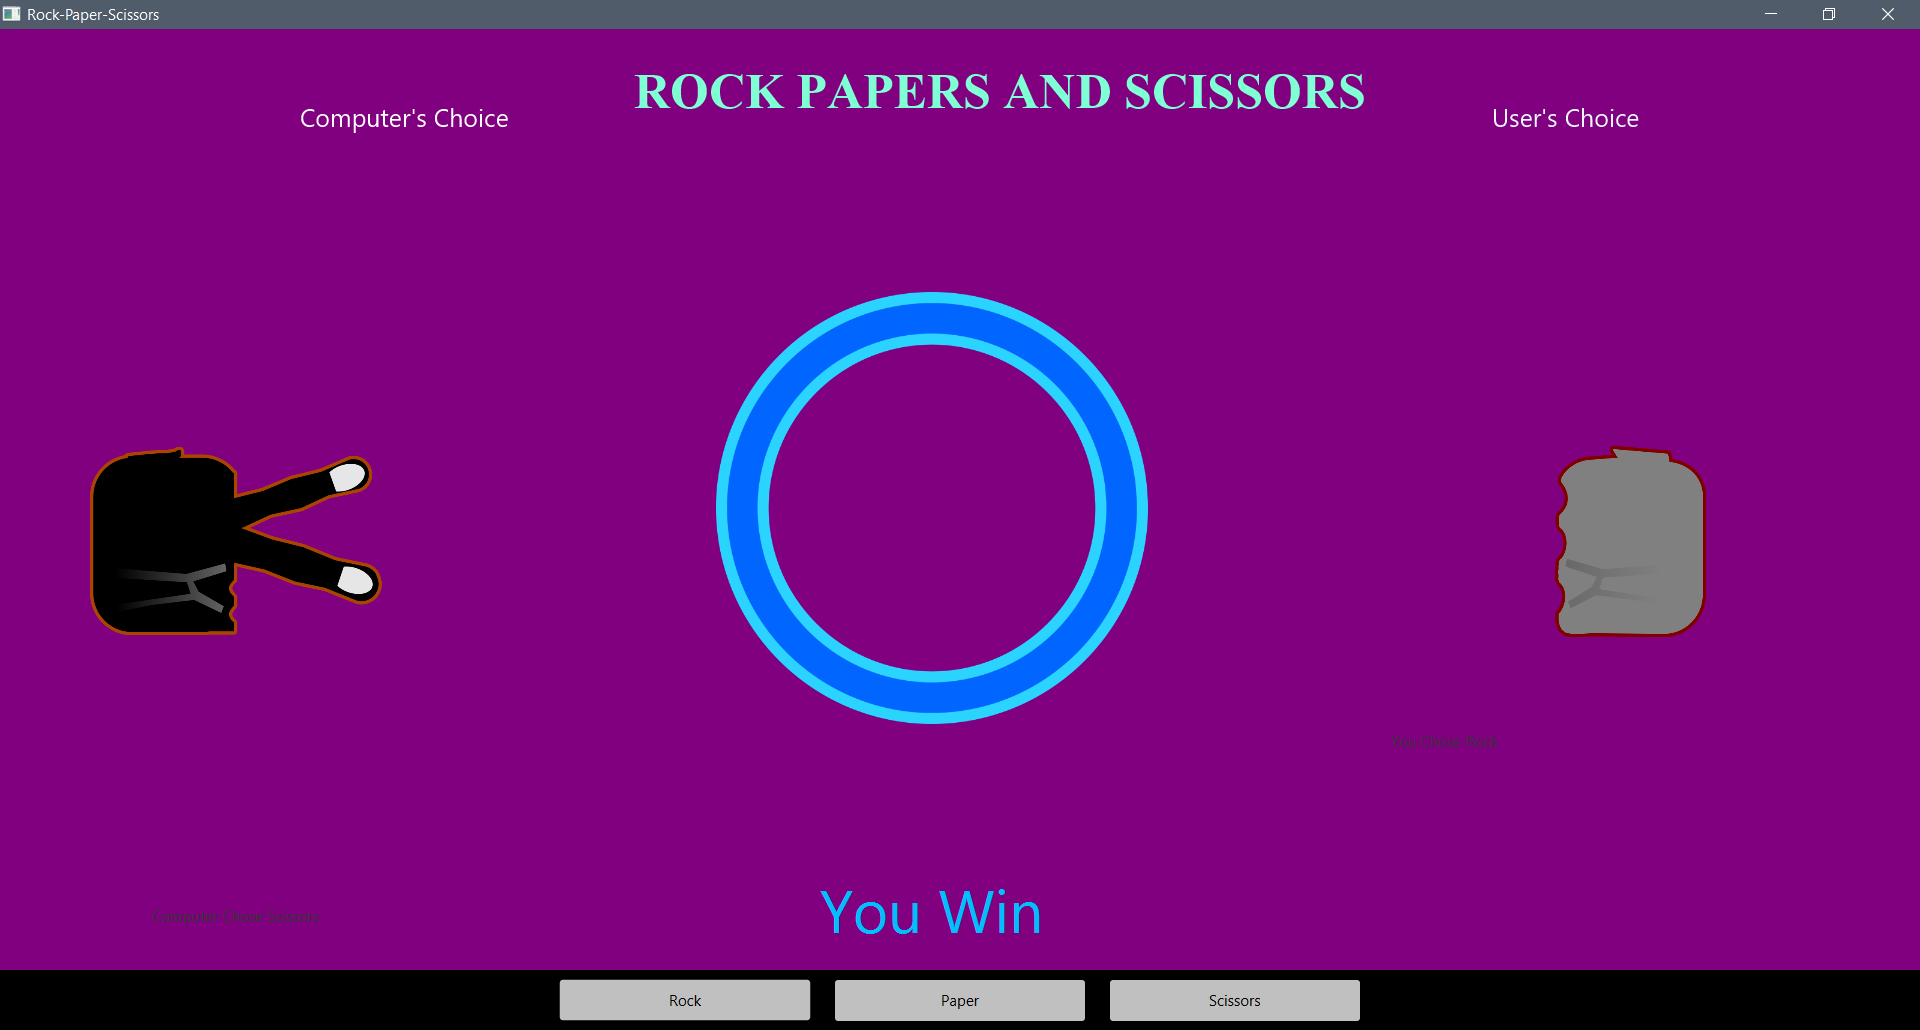 Rock-Paper-Scissors
ROCK PAPERS AND SCISSORS
Computer's Choice
User's Choice
You Chose Rock
You Win
Computer Chose
Rock
Paper
Scissors